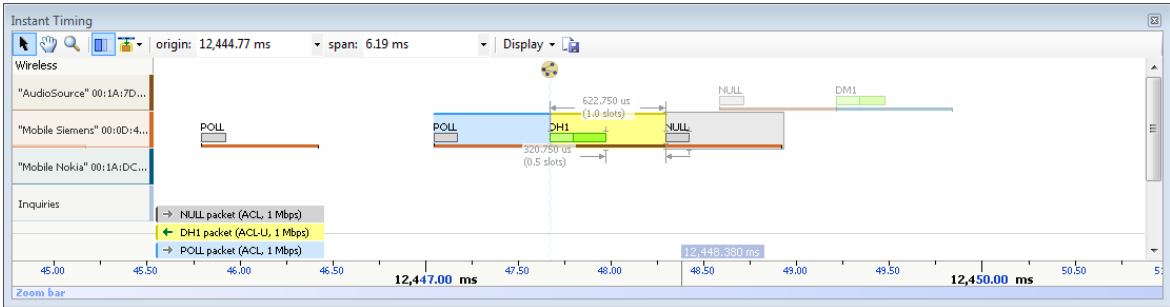 Instant Timing
origin: 12,444.77 ms span: 6.19 ms Display
Wireless
"AudioSource" 00:1A:7D...
NULL DM1
622.750 us
(1.0 slots)
"Mobile Siemens" 00:0D:4...
POLL POLL DH1 NULL
320.750 us
(0.5 slots)
"Mobile Nokia" 00:1A:DC...
Inquiries
→ NULL packet (ACL, 1 Mbps)
← DH1 packet (ACL-U, 1 Mbps)
→ POLL packet (ACL, 1 Mbps)
12,448.380 ms
45.00 45.50 46.00 46.50 12,447.00 ms 47.50 48.00 48.50 49.00 49.50 12,450.00 ms 50.50
Zoom bar